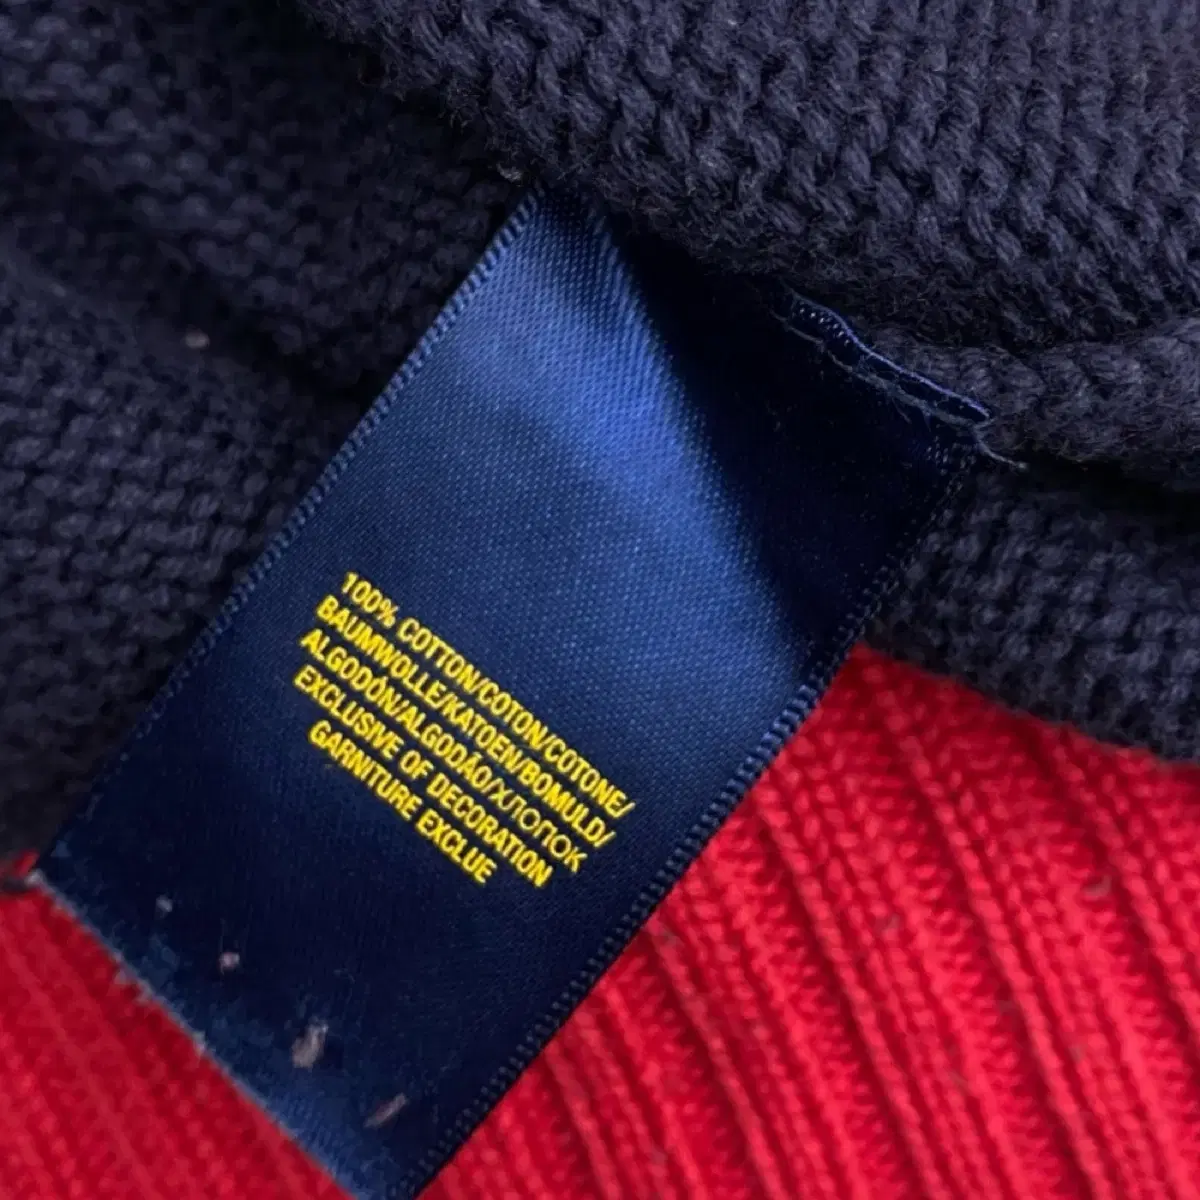 100% COTTON/COTON/COTONE/
BAUMWOLLE/KATOEN/BOMULD/
ALGODÓN/ALGODÃO/ХЛОПОК
EXCLUSIVE OF DECORATION
GARNITURE EXCLUE